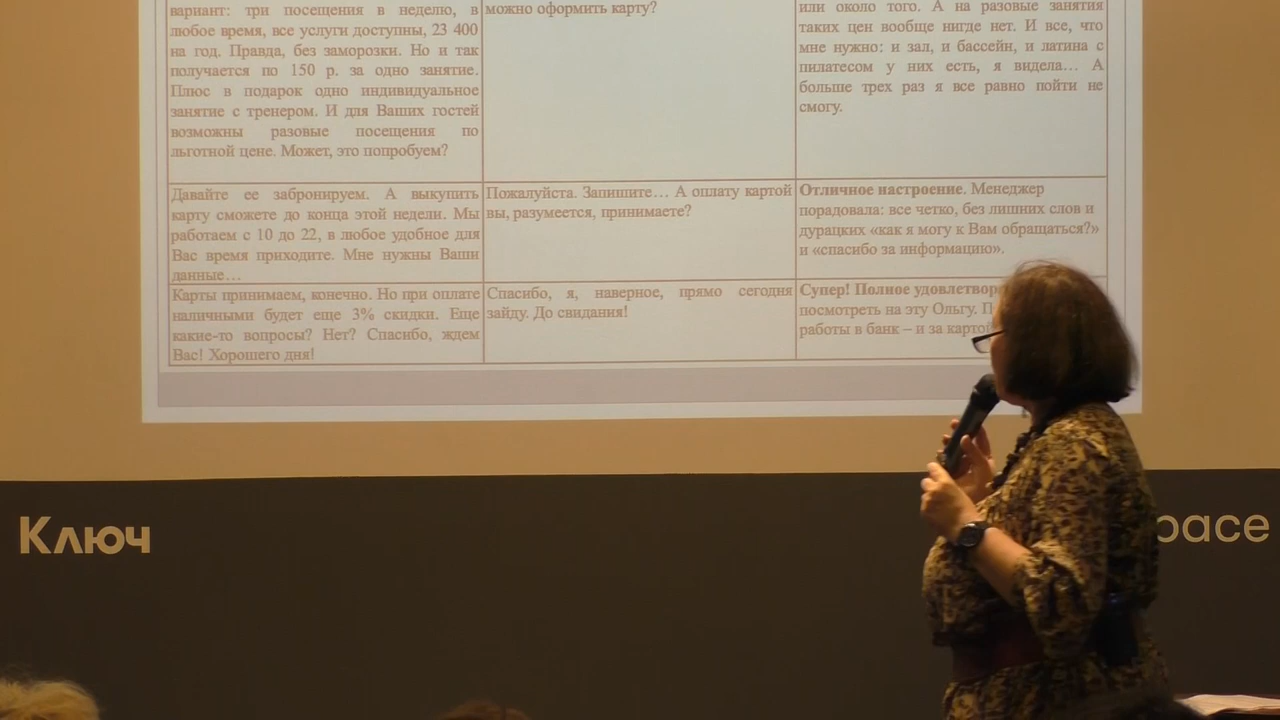 вариант: три посещения в неделю, в
любое время, все услуги доступны, 23 400
на год. Правда, без заморозки. Но и так
получается по 150 р. за одно занятие.
Плюс в подарок одно индивидуальное
занятие с тренером. И для Ваших гостей
возможны разовые посещения по
льготной цене. Может, это попробуем?
можно оформить карту?
или около того. А на разовые занятия
таких цен вообще нигде нет. И все, что
мне нужно: и зал, и бассейн, и латина с
пилатесом у них есть, я видела… А
больше трех раз я все равно пойти не
смогу.
Давайте ее забронируем. А выкупить
карту сможете до конца этой недели. Мы
работаем с 10 до 22, в любое удобное для
Вас время приходите. Мне нужны Ваши
данные…
Пожалуйста. Запишите… А оплату картой
вы, разумеется, принимаете?
Отличное настроение. Менеджер
порадовала: все четко, без лишних слов и
дурацких «как я могу к Вам обращаться?»
и «спасибо за информацию».
Карты принимаем, конечно. Но при оплате
наличными будет еще 3% скидки. Еще
какие-то вопросы? Нет? Спасибо, ждем
Вас! Хорошего дня!
Спасибо, я, наверное, прямо сегодня
зайду. До свидания!
Супер! Полное удовлетвор
посмотреть на эту Ольгу. П
работы в банк – и за картой
Ключ
pace